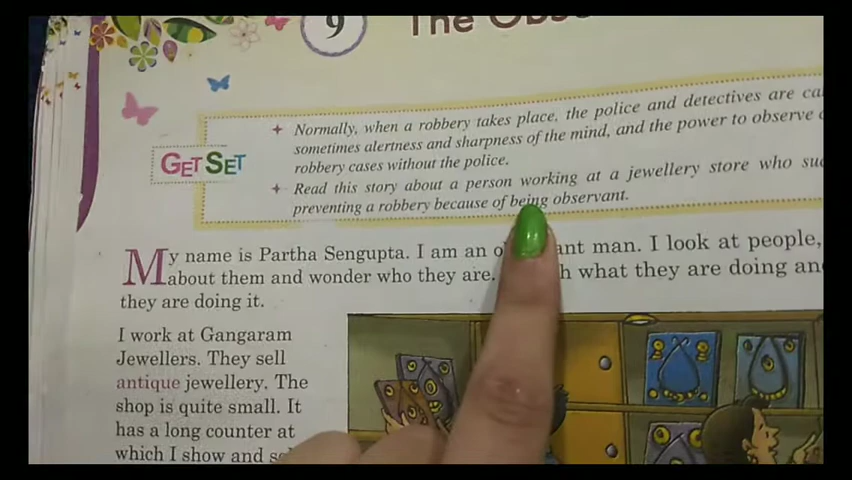 9
The
Normally, when a robbery takes place, the police and detectives are
sometimes alertness and sharpness of the mind, and the power to observe
robbery cases without the police.
GET SET
Read this story about a person working at a jewellery store who
preventing a robbery because of being observant.
My name is Partha Sengupta. I am an man. I look at people,
about them and wonder who they are. what they are doing
they are doing it.
I work at Gangaram
Jewellers. They sell
antique jewellery. The
shop is quite small. It
has a long counter at
which I show and